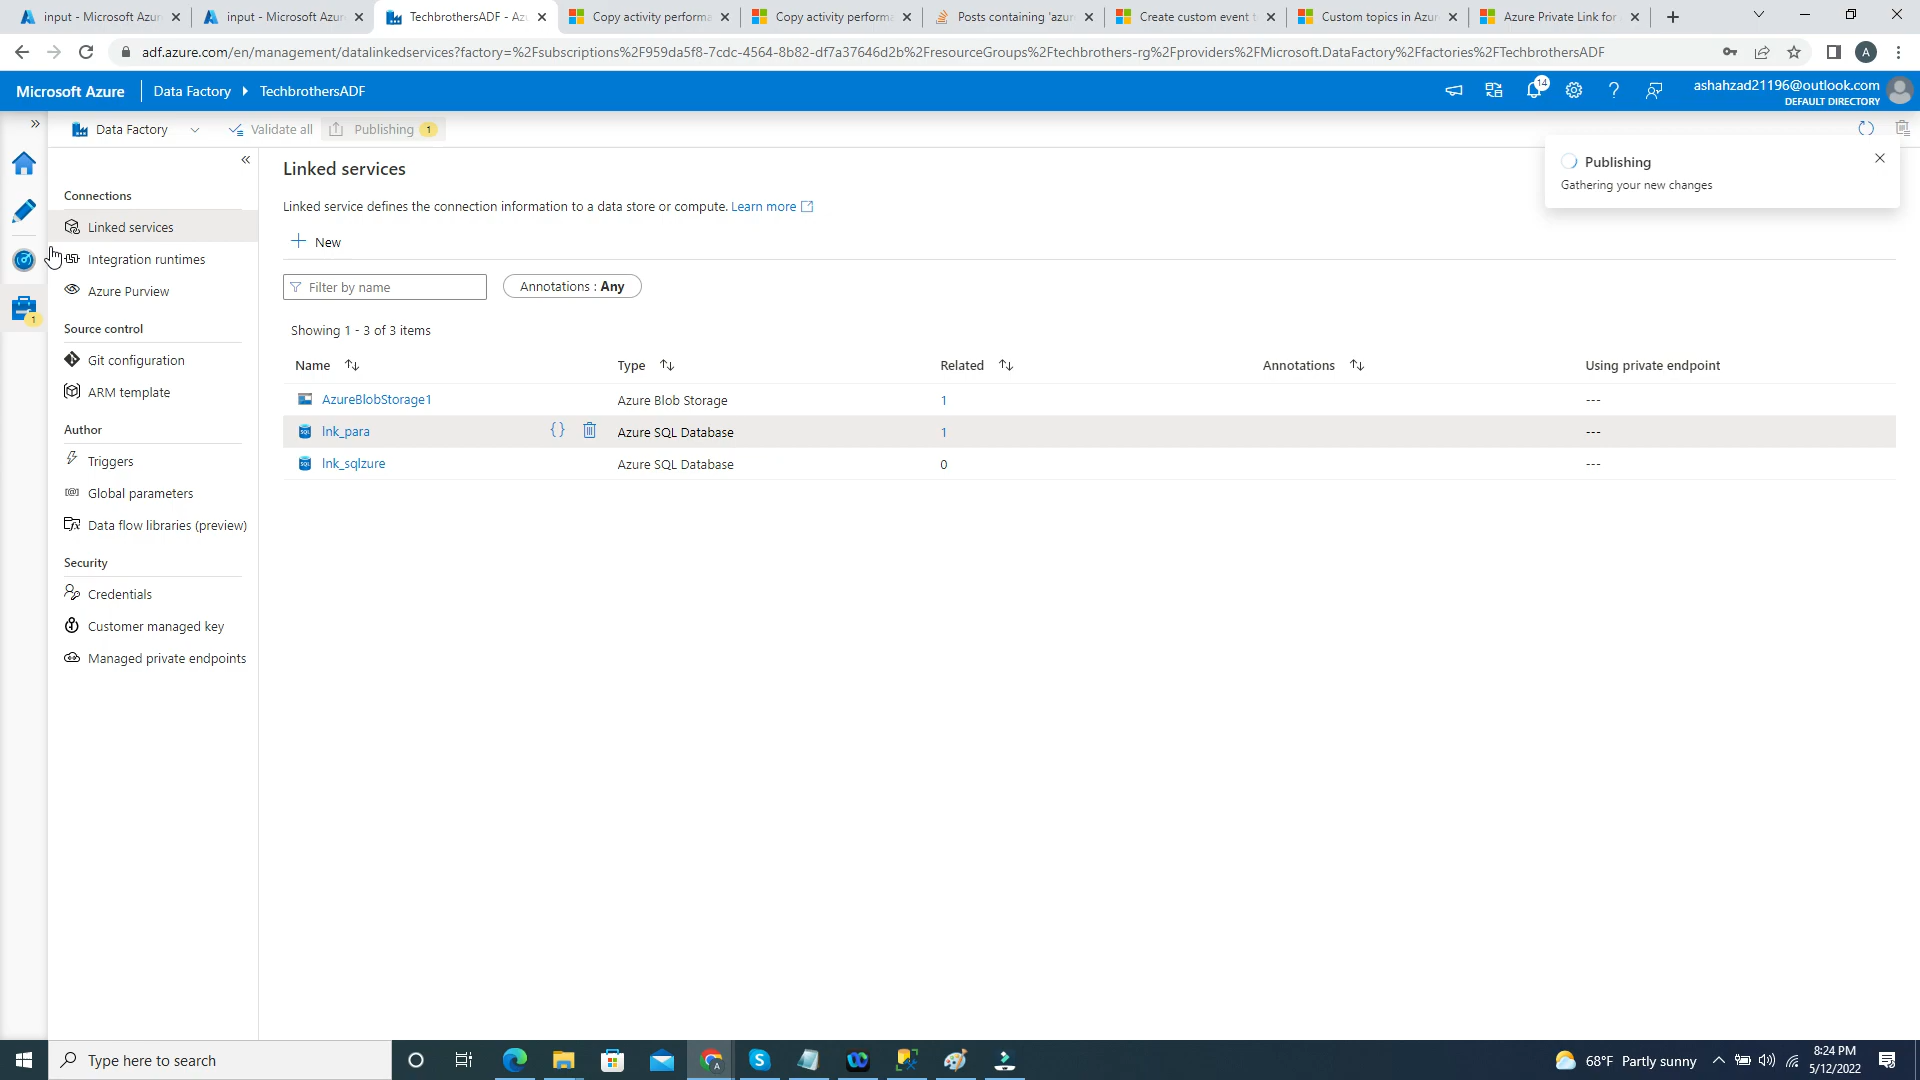 input - Microsoft Azur
input - Microsoft Azure
TechbrothersADF - Az
Copy activity performa
Copy activity performa
Posts containing 'azur
Create custom event t
Custom topics in Azur
Azure Private Link for
adf.azure.com/en/management/datalinkedservices?factory=%2Fsubscriptions%2F959da5f8-7cdc-4564-8b82-df7a37646d2b%2FresourceGroups%2Ftechbrothers-rg%2Fproviders%2FMicrosoft.DataFactory%2Ffactories%2FTechbrothersADF
A
Microsoft Azure
Data Factory
TechbrothersADF
14
ashahzad21196@outlook.com
DEFAULT DIRECTORY
Data Factory
Validate all
Publishing 1
Publishing
Gathering your new changes
1
Connections
Linked services
Integration runtimes
Azure Purview
Source control
Git configuration
ARM template
Author
Triggers
Global parameters
Data flow libraries (preview)
Security
Credentials
Customer managed key
Managed private endpoints
Linked services
Linked service defines the connection information to a data store or compute. Learn more
New
Filter by name
Annotations : Any
Showing 1 - 3 of 3 items
Name Type Related Annotations Using private endpoint
AzureBlobStorage1 Azure Blob Storage 1 ---
lnk_para {} Azure SQL Database 1 ---
lnk_sqlzure Azure SQL Database 0 ---
Type here to search
68°F Partly sunny
8:24 PM
5/12/2022